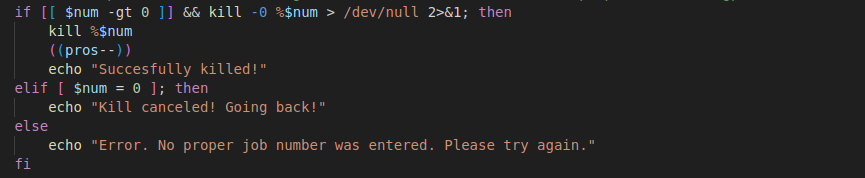 if [[ $num -gt 0 ]] && kill -0 %$num > /dev/null 2>&1; then
    kill %$num
    ((pros--))
    echo "Succesfully killed!"
elif [ $num = 0 ]; then
    echo "Kill canceled! Going back!"
else
    echo "Error. No proper job number was entered. Please try again."
fi